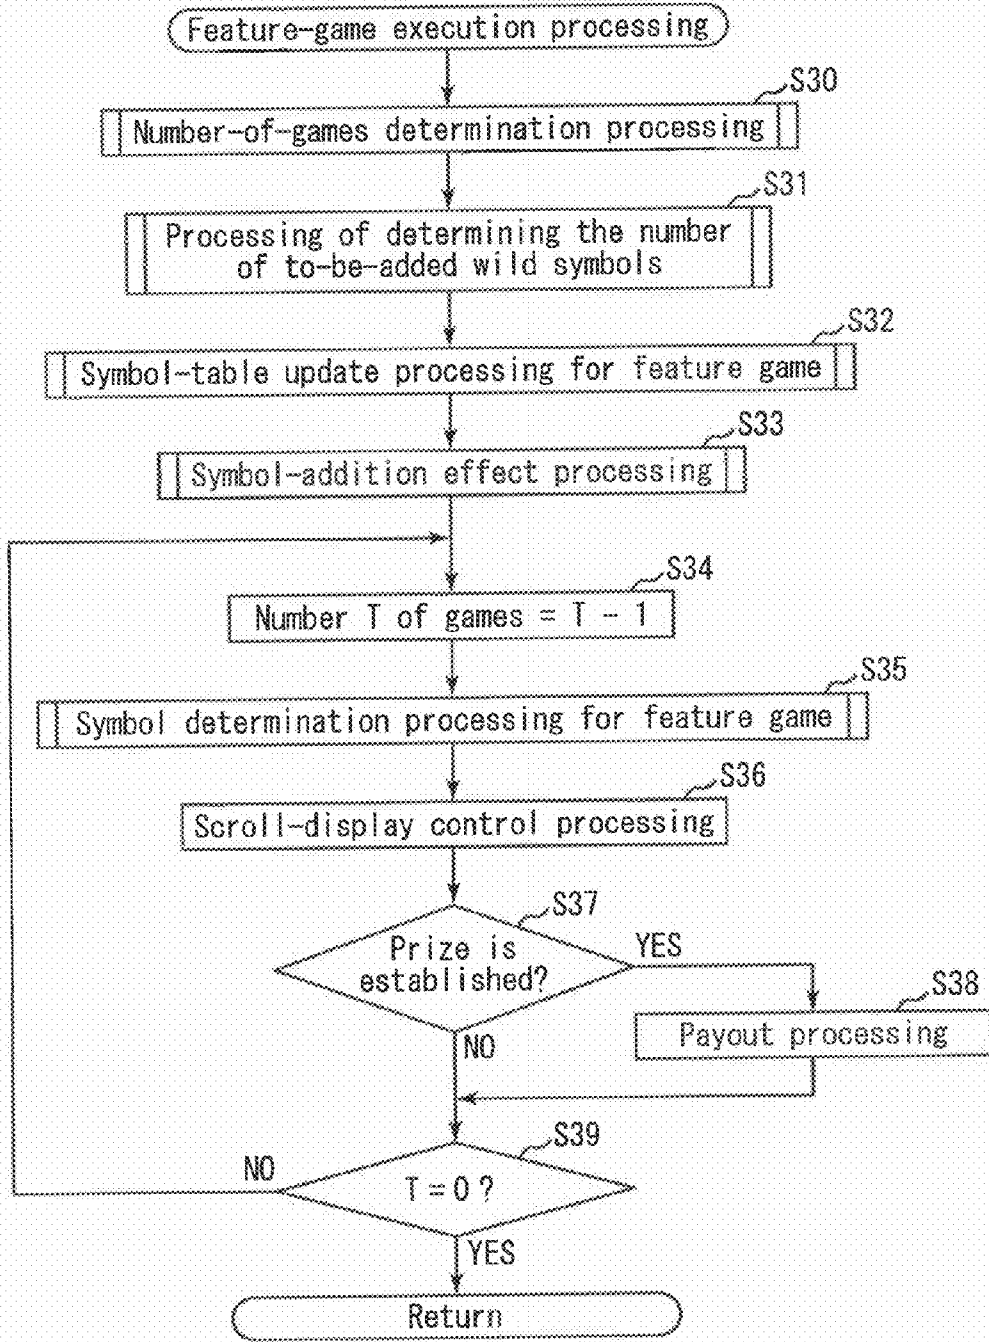 Feature-game execution processing
S30
Number-of-games determination processing
S31
Processing of determining the number
of to-be-added wild symbols
S32
Symbol-table update processing for feature game
S33
Symbol-addition effect processing
S34
Number T of games = T - 1
S35
Symbol determination processing for feature game
S36
Scroll-display control processing
S37
Prize is
established?
YES
S38
Payout processing
NO
S39
NO
T=0?
YES
Return